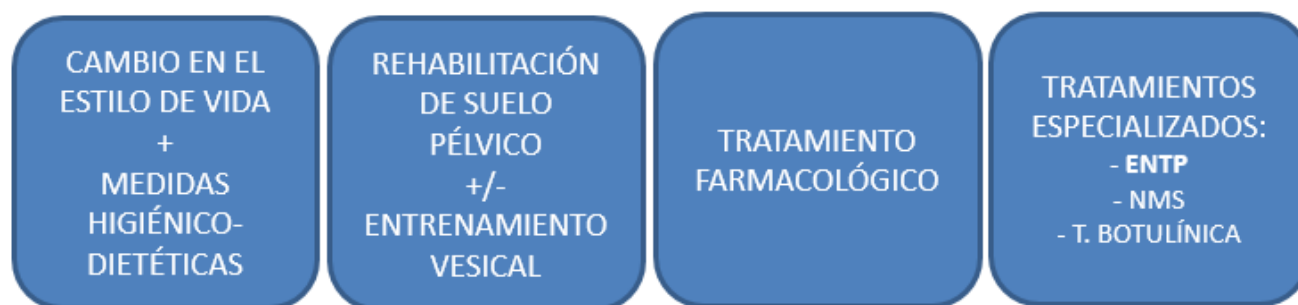 CAMBIO EN EL
ESTILO DE VIDA
+
MEDIDAS
HIGIÉNICO-
DIETÉTICAS
REHABILITACIÓN
DE SUELO
PÉLVICO
+/-
ENTRENAMIENTO
VESICAL
TRATAMIENTO
FARMACOLÓGICO
TRATAMIENTOS
ESPECIALIZADOS:
- ENTP
- NMS
- T. BOTULÍNICA